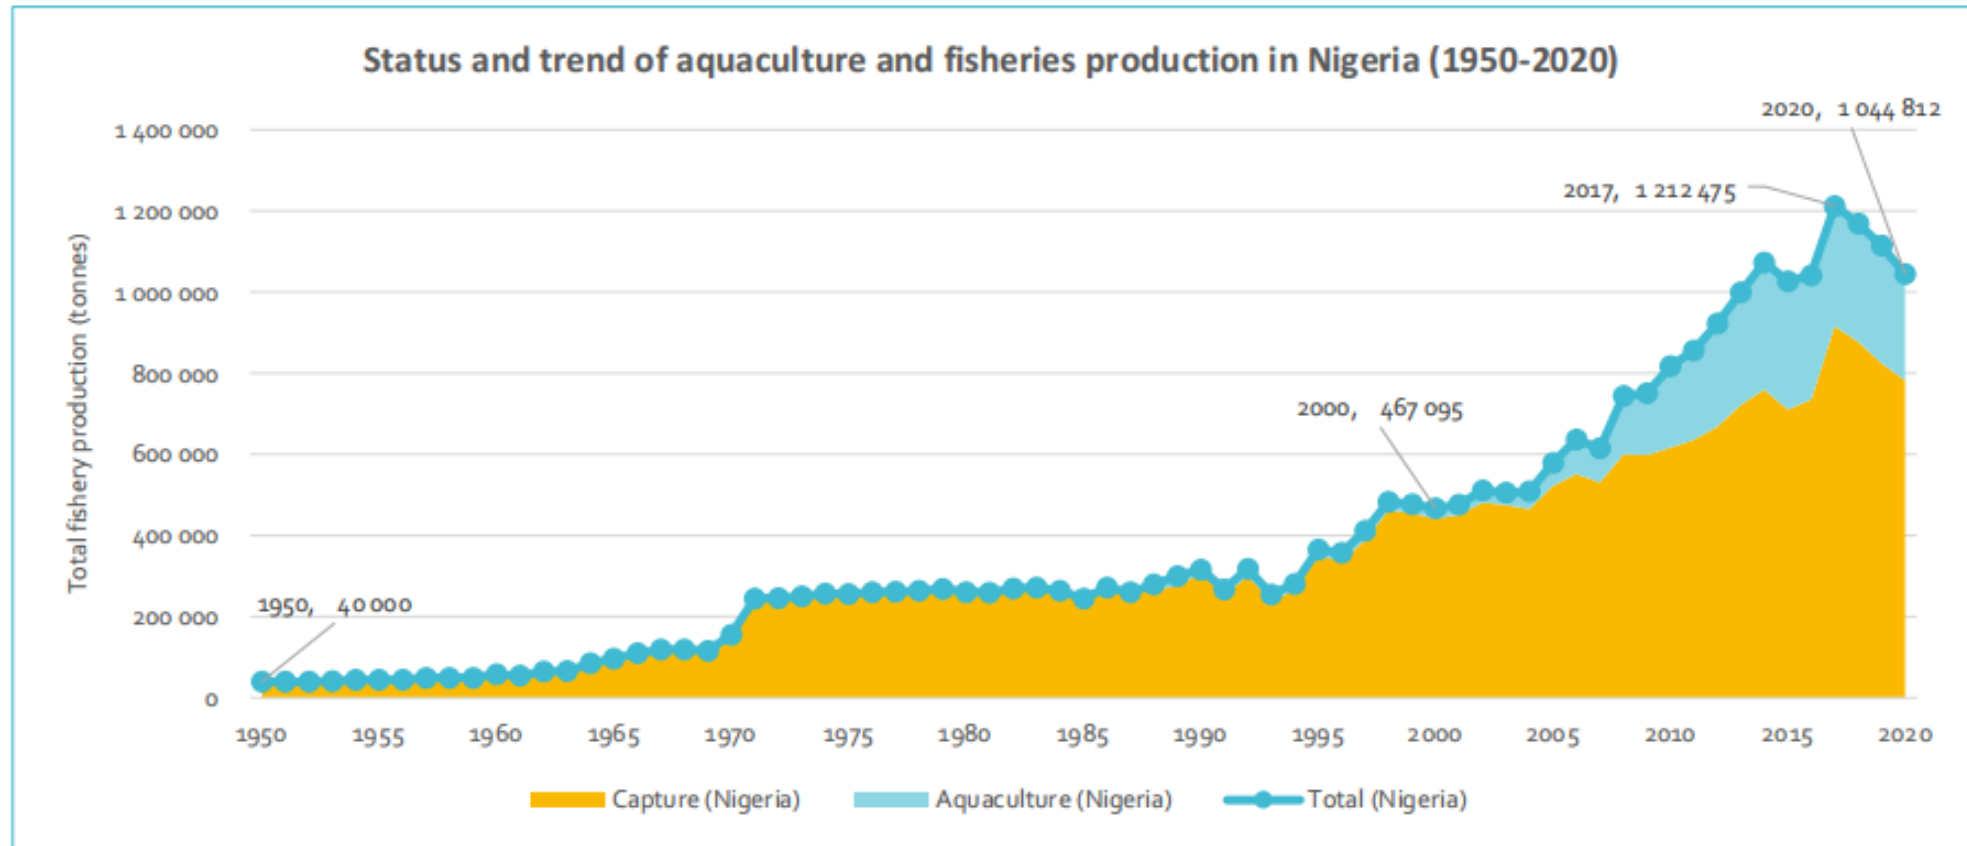 Status and trend of aquaculture and fisheries production in Nigeria (1950-2020)
2020, 1 044 812
1 400 000
2017, 1 212 475
1 200 000
1 000 000
800 000
2000, 467 095
600 000
400 000
1950, 40 000
200 000
0
Total fishery production (tonnes)
1950 1955 1960 1965 1970 1975 1980 1985 1990 1995 2000 2005 2010 2015 2020
Capture (Nigeria) Aquaculture (Nigeria) Total (Nigeria)